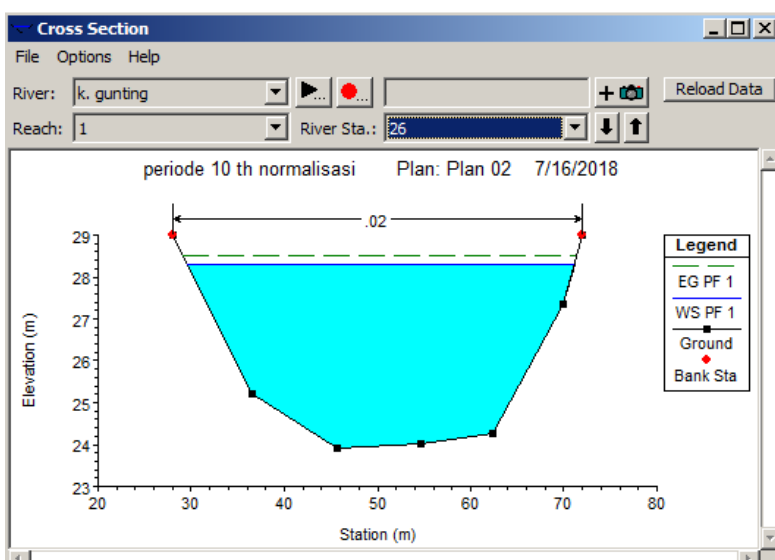 Cross Section
File Options Help
River: k. gunting
Reload Data
Reach: 1 River Sta.: 26
periode 10 th normalisasi Plan: Plan 02 7/16/2018
.02
29
28
27
26
25
24
23
Elevation (m)
20 30 40 50 60 70 80
Station (m)
Legend
EG PF 1
WS PF 1
Ground
Bank Sta